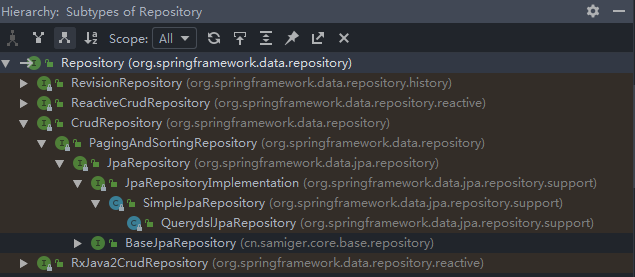 Hierarchy: Subtypes of Repository
Scope: All
Repository (org.springframework.data.repository)
RevisionRepository (org.springframework.data.repository.history)
ReactiveCrudRepository (org.springframework.data.repository.reactive)
CrudRepository (org.springframework.data.repository)
PagingAndSortingRepository (org.springframework.data.repository)
JpaRepository (org.springframework.data.jpa.repository)
JpaRepositoryImplementation (org.springframework.data.jpa.repository.support)
SimpleJpaRepository (org.springframework.data.jpa.repository.support)
QuerydslJpaRepository (org.springframework.data.jpa.repository.support)
BaseJpaRepository (cn.samiger.core.base.repository)
RxJava2CrudRepository (org.springframework.data.repository.reactive)